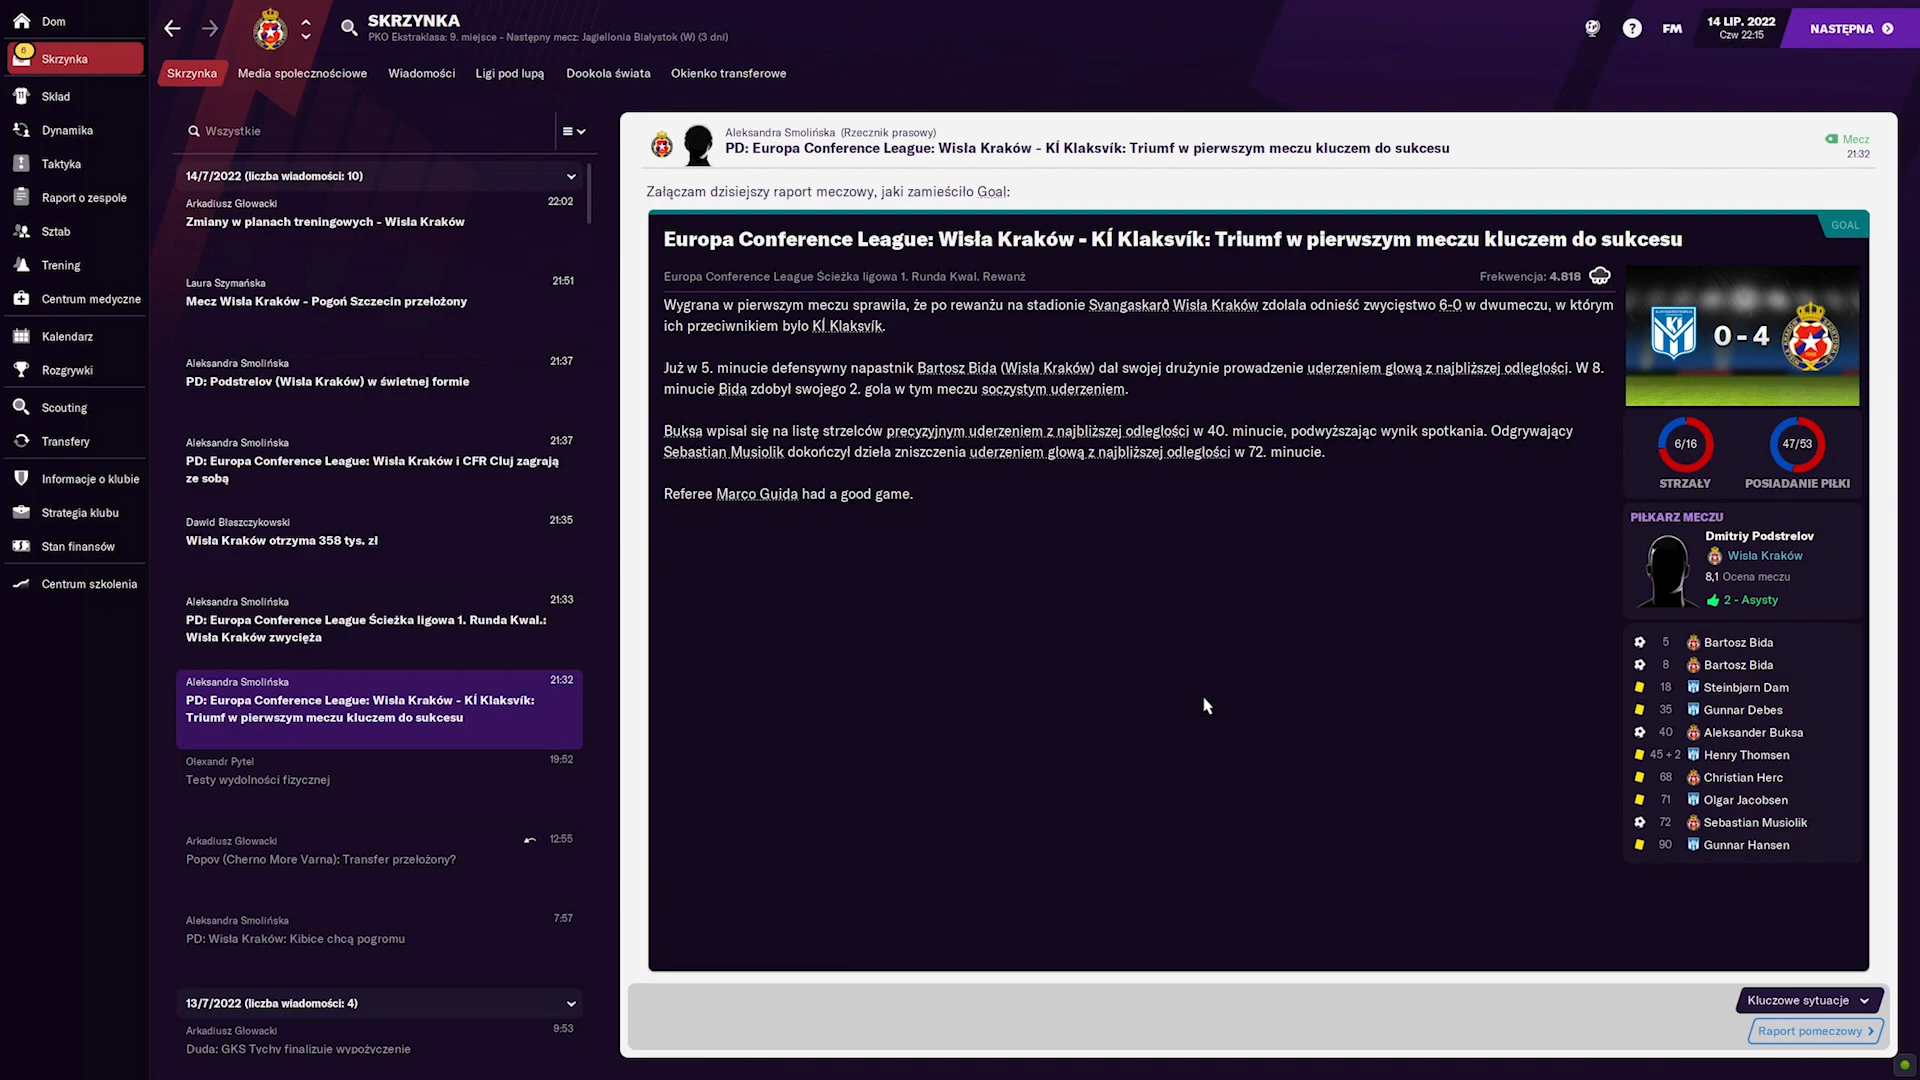 Dom
6
Skrzynka
Skład
Dynamika
Taktyka
Raport o zespole
Sztab
Trening
Centrum medyczne
Kalendarz
Rozgrywki
Scouting
Transfery
Informacje o klubie
Strategia klubu
Stan finansów
Centrum szkolenia
SKRZYNKA
PKO Ekstraklasa: 9. miejsce - Następny mecz: Jagiellonia Białystok (W) (3 dni)
?
FM
14 LIP. 2022
Czw 22:15
NASTĘPNA
Skrzynka
Media społecznościowe
Wiadomości
Ligi pod lupą
Dookoła świata
Okienko transferowe
Wszystkie
14/7/2022 (liczba wiadomości: 10)
Arkadiusz Głowacki 22:02
Zmiany w planach treningowych - Wisła Kraków
Laura Szymańska 21:51
Mecz Wisła Kraków - Pogoń Szczecin przełożony
Aleksandra Smolińska 21:37
PD: Podstrelov (Wisła Kraków) w świetnej formie
Aleksandra Smolińska 21:37
PD: Europa Conference League: Wisła Kraków i CFR Cluj zagrają
ze sobą
Dawid Błaszczykowski 21:35
Wisła Kraków otrzyma 358 tys. zł
Aleksandra Smolińska 21:33
PD: Europa Conference League Ścieżka ligowa 1. Runda Kwal.:
Wisła Kraków zwycięża
Aleksandra Smolińska 21:32
PD: Europa Conference League: Wisła Kraków - KÍ Klaksvík:
Triumf w pierwszym meczu kluczem do sukcesu
Olexandr Pytel 19:52
Testy wydolności fizycznej
Arkadiusz Głowacki 12:55
Popov (Cherno More Varna): Transfer przełożony?
Aleksandra Smolińska 7:57
PD: Wisła Kraków: Kibice chcą pogromu
13/7/2022 (liczba wiadomości: 4)
Arkadiusz Głowacki 9:53
Duda: GKS Tychy finalizuje wypożyczenie
Aleksandra Smolińska (Rzecznik prasowy)
PD: Europa Conference League: Wisła Kraków - KÍ Klaksvík: Triumf w pierwszym meczu kluczem do sukcesu
Mecz
21:32
Załączam dzisiejszy raport meczowy, jaki zamieściło Goal:
GOAL
Europa Conference League: Wisła Kraków - KÍ Klaksvík: Triumf w pierwszym meczu kluczem do sukcesu
Europa Conference League Ścieżka ligowa 1. Runda Kwal. Rewanż
Frekwencja: 4.818
Wygrana w pierwszym meczu sprawiła, że po rewanżu na stadionie Svangaskarð Wisła Kraków zdołała odnieść zwycięstwo 6-0 w dwumeczu, w którym
ich przeciwnikiem było KÍ Klaksvík.
Już w 5. minucie defensywny napastnik Bartosz Bida (Wisła Kraków) dał swojej drużynie prowadzenie uderzeniem głową z najbliższej odległości. W 8.
minucie Bida zdobył swojego 2. gola w tym meczu soczystym uderzeniem.
Buksa wpisał się na listę strzelców precyzyjnym uderzeniem z najbliższej odległości w 40. minucie, podwyższając wynik spotkania. Odgrywający
Sebastian Musiolik dokończył dzieła zniszczenia uderzeniem głową z najbliższej odległości w 72. minucie.
Referee Marco Guida had a good game.
0 - 4
6/16
STRZAŁY
47/53
POSIADANIE PIŁKI
PIŁKARZ MECZU
Dmitriy Podstrelov
Wisła Kraków
8,1 Ocena meczu
2 - Asysty
5 Bartosz Bida
8 Bartosz Bida
18 Steinbjørn Dam
35 Gunnar Debes
40 Aleksander Buksa
45 + 2 Henry Thomsen
68 Christian Herc
71 Olgar Jacobsen
72 Sebastian Musiolik
90 Gunnar Hansen
Kluczowe sytuacje
Raport pomeczowy